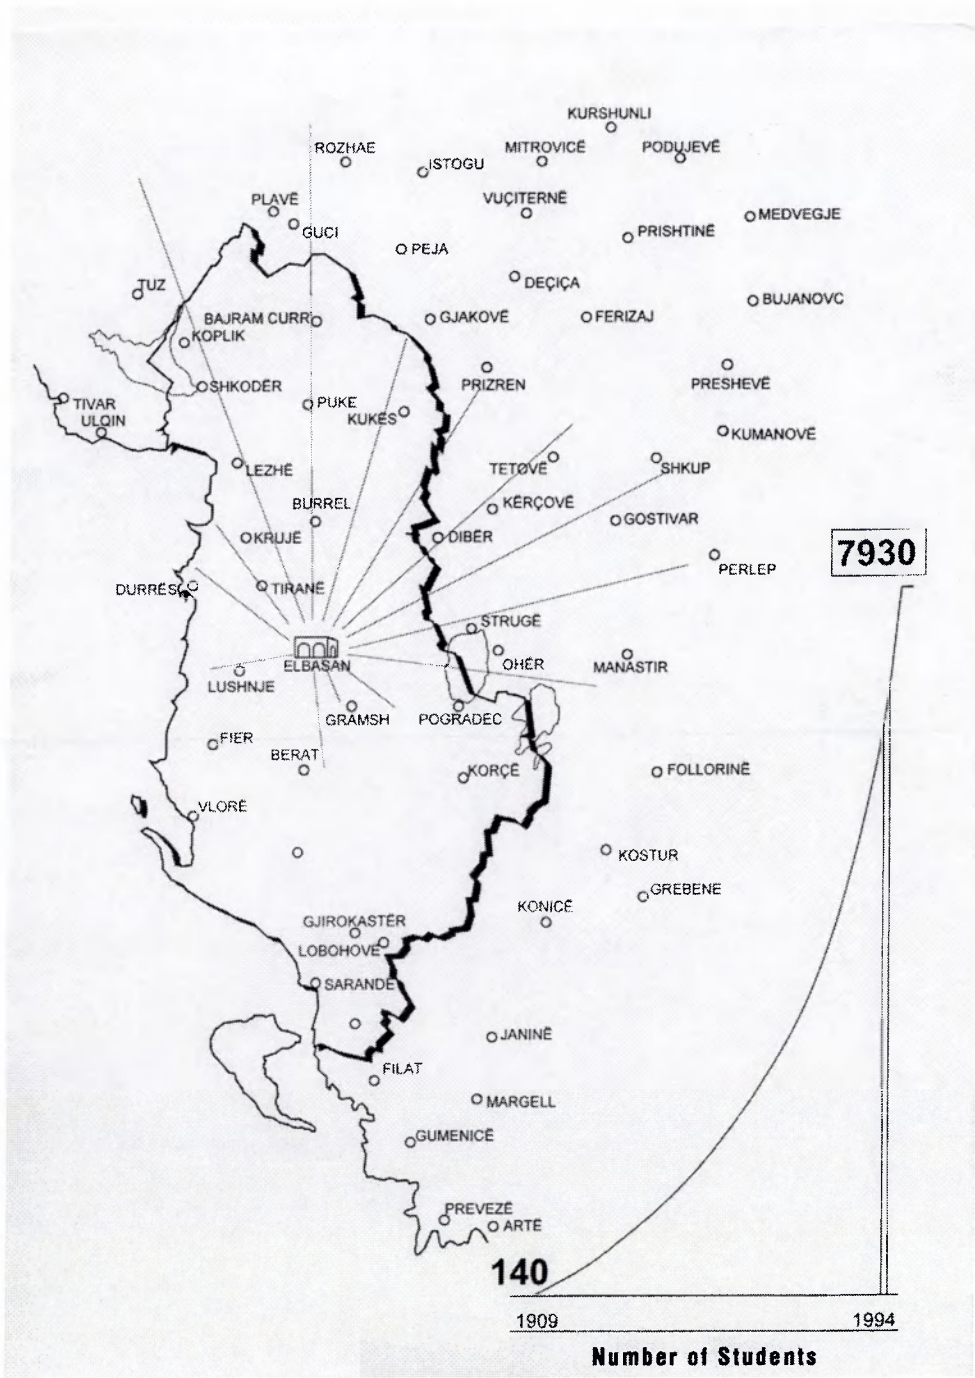 KURSHUNLI
ROZHAE
MITROVICË
PODUJEVË
ISTOGU
PLAVË
VUÇITERNË
MEDVEGJE
GUCI
PRISHTINË
PEJA
TUZ
DEÇIÇA
BUJANOVC
BAJRAM CURR
GJAKOVË
FERIZAJ
KOPLIK
SHKODËR
PRIZREN
PRESHEVË
TIVAR
PUKE
KUKËS
ULQIN
KUMANOVË
LEZHË
TETOVË
SHKUP
BURREL
KËRÇOVË
GOSTIVAR
KRUJË
DIBËR
7930
PERLEP
DURRËS
TIRANË
STRUGË
ELBASAN
OHËR
MANASTIR
LUSHNJE
GRAMSH
POGRADEC
FIER
BERAT
KORÇË
FOLLORINË
VLORË
KOSTUR
GREBENE
KONICË
GJIROKASTËR
LOBOHOVË
SARANDË
JANINË
FILAT
MARGELL
GUMENICË
PREVEZË
ARTË
140
1909
1994
Number of Students